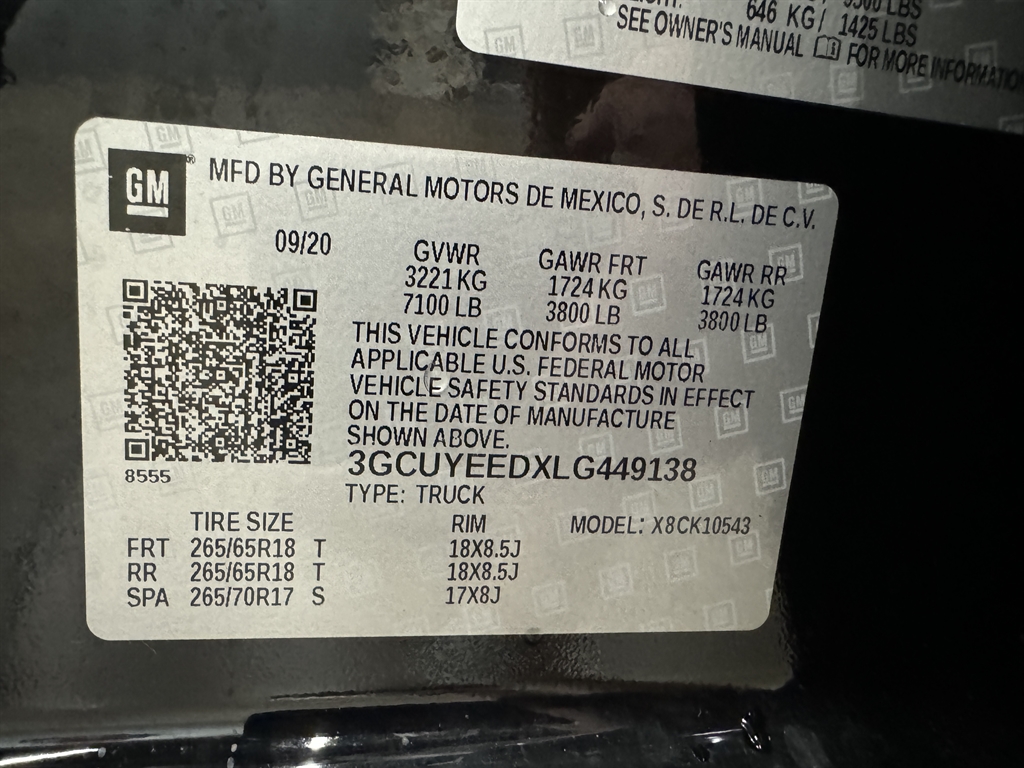 646 KG/ 1425 LBS
SEE OWNER'S MANUAL FOR MORE INFORMATION
GM
MFD BY GENERAL MOTORS DE MEXICO, S. DE R.L. DE C.V.
09/20
GVWR GAWR FRT GAWR RR
3221 KG 1724 KG 1724 KG
7100 LB 3800 LB 3800 LB
THIS VEHICLE CONFORMS TO ALL
APPLICABLE U.S. FEDERAL MOTOR
VEHICLE SAFETY STANDARDS IN EFFECT
ON THE DATE OF MANUFACTURE
SHOWN ABOVE.
8555
3GCUYEEDXLG449138
TYPE: TRUCK
TIRE SIZE RIM MODEL: X8CK10543
FRT 265/65R18 T 18X8.5J
RR 265/65R18 T 18X8.5J
SPA 265/70R17 S 17X8J